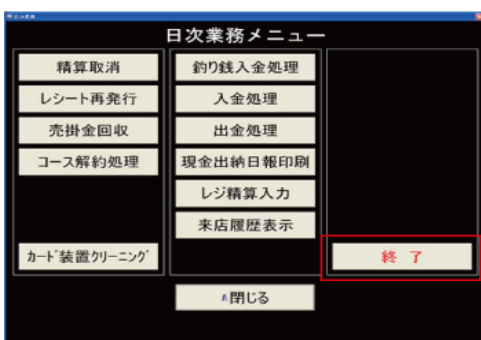 日次業務メニュー
精算取消
レシート再発行
売掛金回収
コース解約処理
カード装置クリーニング
釣り銭入金処理
入金処理
出金処理
現金出納日報印刷
レジ精算入力
来店履歴表示
終 了
閉じる